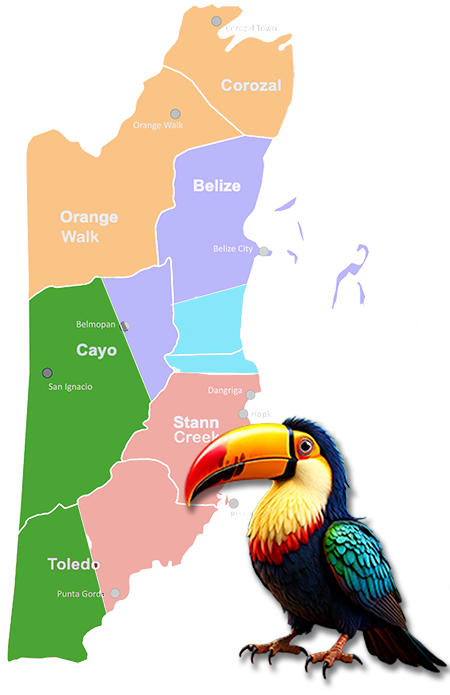 Corozal Town
Corozal
Orange Walk
Belize
Orange
Walk
Belize City
Belmopan
Cayo
San Ignacio
Dangriga
Hopk
Stann
Creek
Toledo
Punta Gorda